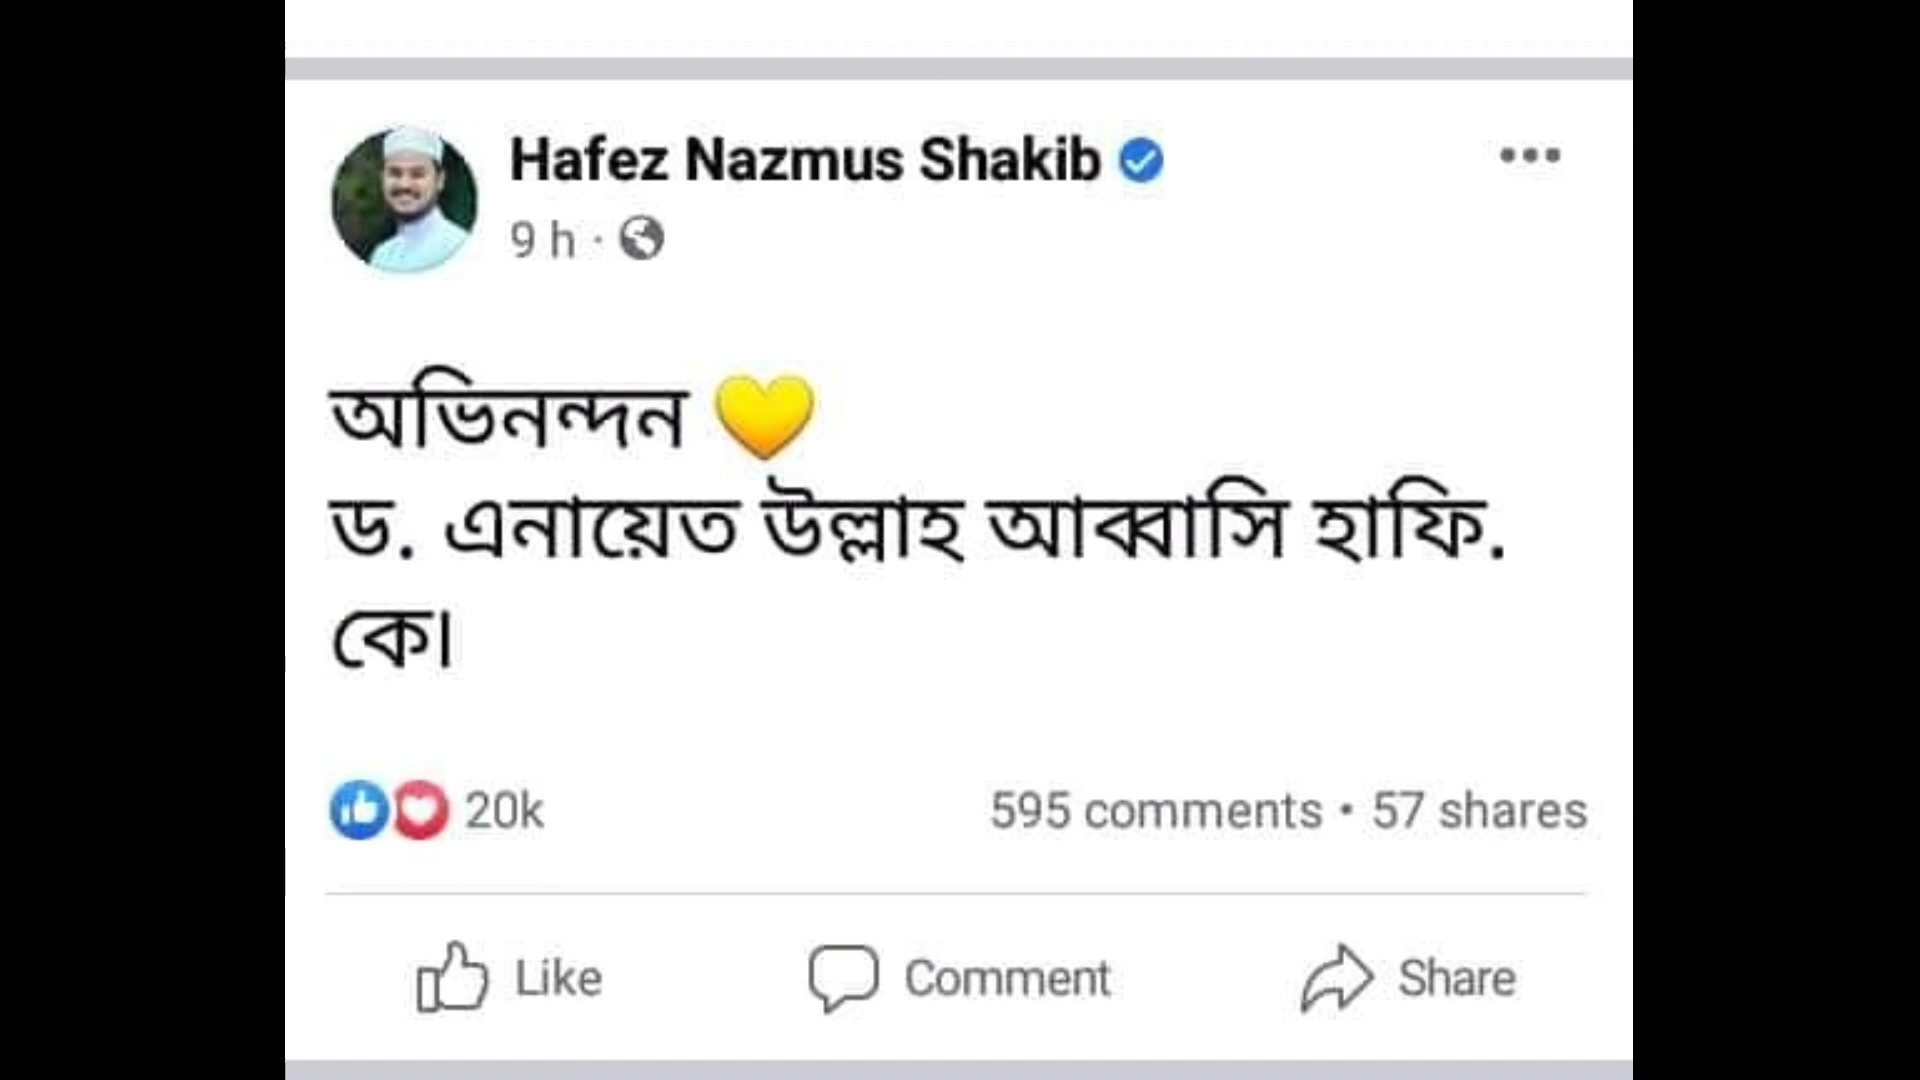 Hafez Nazmus Shakib
9 h ·
অভিনন্দন 💛
ড. এনায়েত উল্লাহ আব্বাসি হাফি.
কে।
20k
595 comments • 57 shares
Like
Comment
Share